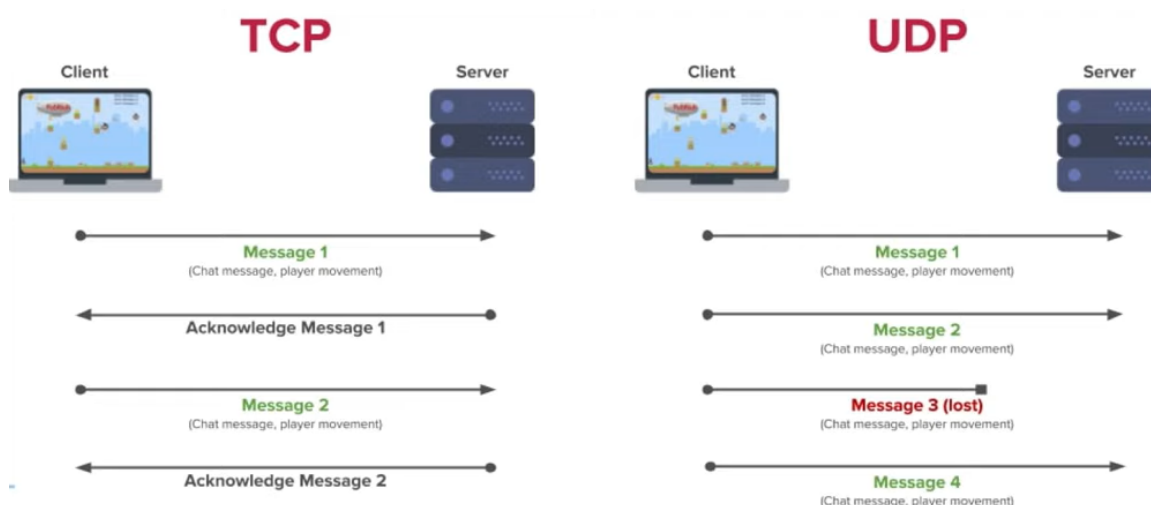 TCP
Client
Server
Message 1
(Chat message, player movement)
Acknowledge Message 1
Message 2
(Chat message, player movement)
Acknowledge Message 2
UDP
Client
Server
Message 1
(Chat message, player movement)
Message 2
(Chat message, player movement)
Message 3 (lost)
(Chat message, player movement)
Message 4
(Chat message, player movement)